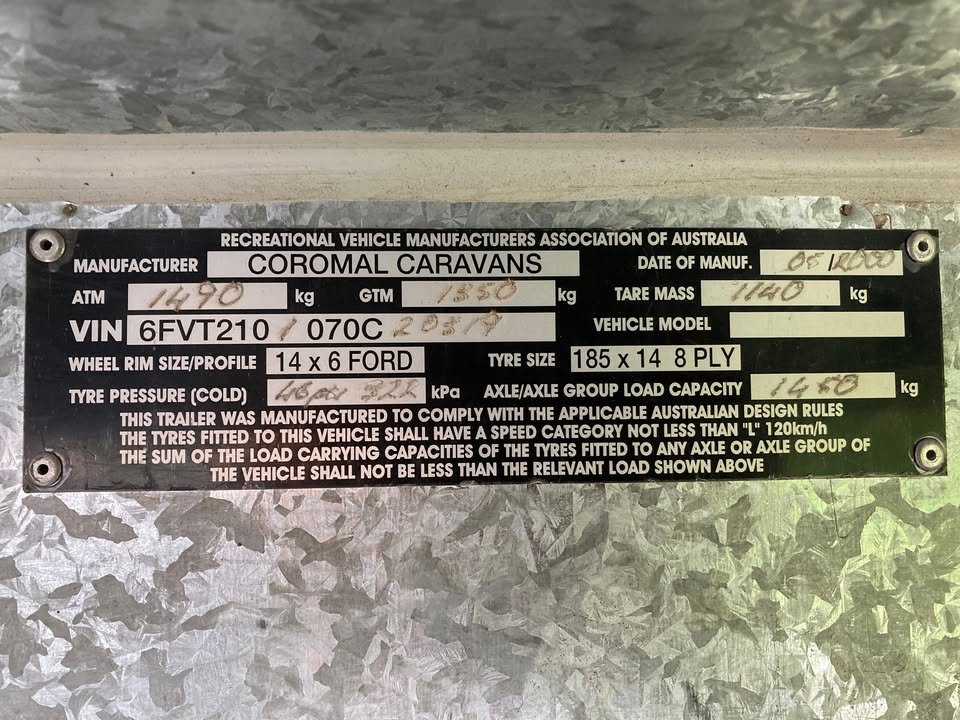 RECREATIONAL VEHICLE MANUFACTURERS ASSOCIATION OF AUSTRALIA
MANUFACTURER COROMAL CARAVANS DATE OF MANUF. 05/2000
ATM 1490 kg GTM 1350 kg TARE MASS 1140 kg
VIN 6FVT210 1 070C VEHICLE MODEL
WHEEL RIM SIZE/PROFILE 14 x 6 FORD TYRE SIZE 185 x 14 8 PLY
TYRE PRESSURE (COLD) 322 kPa AXLE/AXLE GROUP LOAD CAPACITY kg
THIS TRAILER WAS MANUFACTURED TO COMPLY WITH THE APPLICABLE AUSTRALIAN DESIGN RULES
THE TYRES FITTED TO THIS VEHICLE SHALL HAVE A SPEED CATEGORY NOT LESS THAN "L" 120km/h
THE SUM OF THE LOAD CARRYING CAPACITIES OF THE TYRES FITTED TO ANY AXLE OR AXLE GROUP OF
THE VEHICLE SHALL NOT BE LESS THAN THE RELEVANT LOAD SHOWN ABOVE